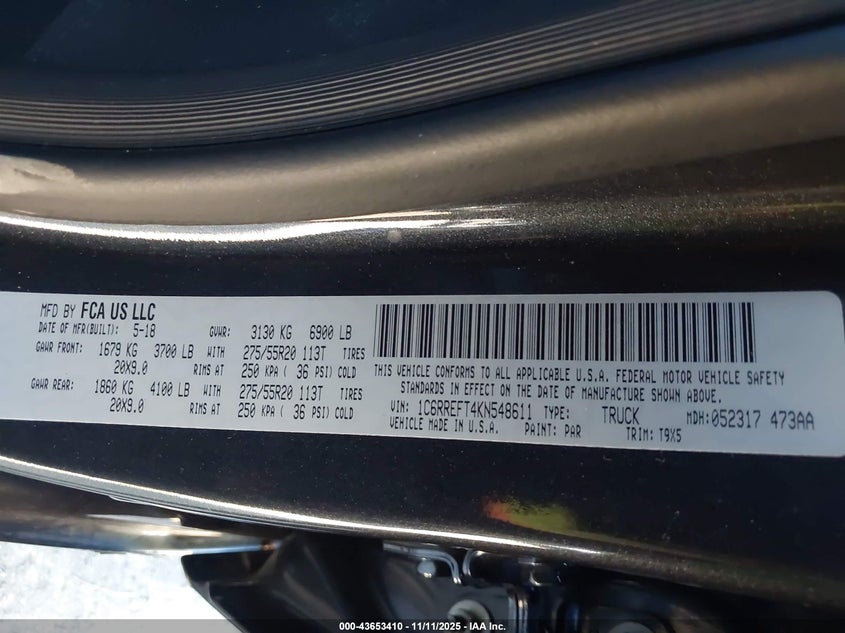 MFD BY FCA US LLC
DATE OF MFR(BUILT): 5-18 GVWR: 3130 KG 6900 LB
GAWR FRONT: 1679 KG 3700 LB WITH 275/55R20 113T TIRES
20X9.0 RIMS AT 250 KPA ( 36 PSI) COLD
GAWR REAR: 1860 KG 4100 LB WITH 275/55R20 113T TIRES
20X9.0 RIMS AT 250 KPA ( 36 PSI) COLD
THIS VEHICLE CONFORMS TO ALL APPLICABLE U.S.A. FEDERAL MOTOR VEHICLE SAFETY
STANDARDS IN EFFECT ON THE DATE OF MANUFACTURE SHOWN ABOVE.
VIN: 1C6RREFT4KN548611 TYPE: TRUCK MDH:052317 473AA
VEHICLE MADE IN U.S.A. PAINT: PAR TRIM: T9X5
000-43653410 - 11/11/2025 - IAA Inc.